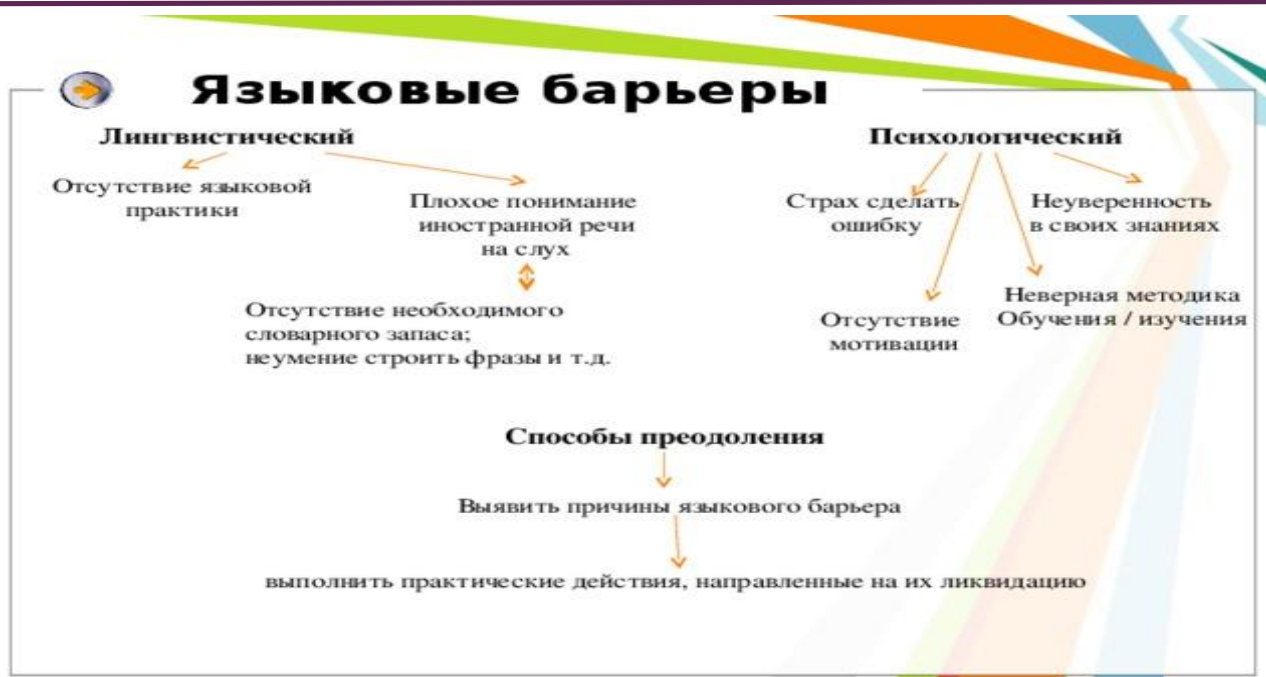 Языковые барьеры
Лингвистический
Отсутствие языковой
практики
Плохое понимание
иностранной речи
на слух
Отсутствие необходимого
словарного запаса;
неумение строить фразы и т.д.
Психологический
Страх сделать
ошибку
Неуверенность
в своих знаниях
Отсутствие
мотивации
Неверная методика
Обучения / изучения
Способы преодоления
Выявить причины языкового барьера
выполнить практические действия, направленные на их ликвидацию